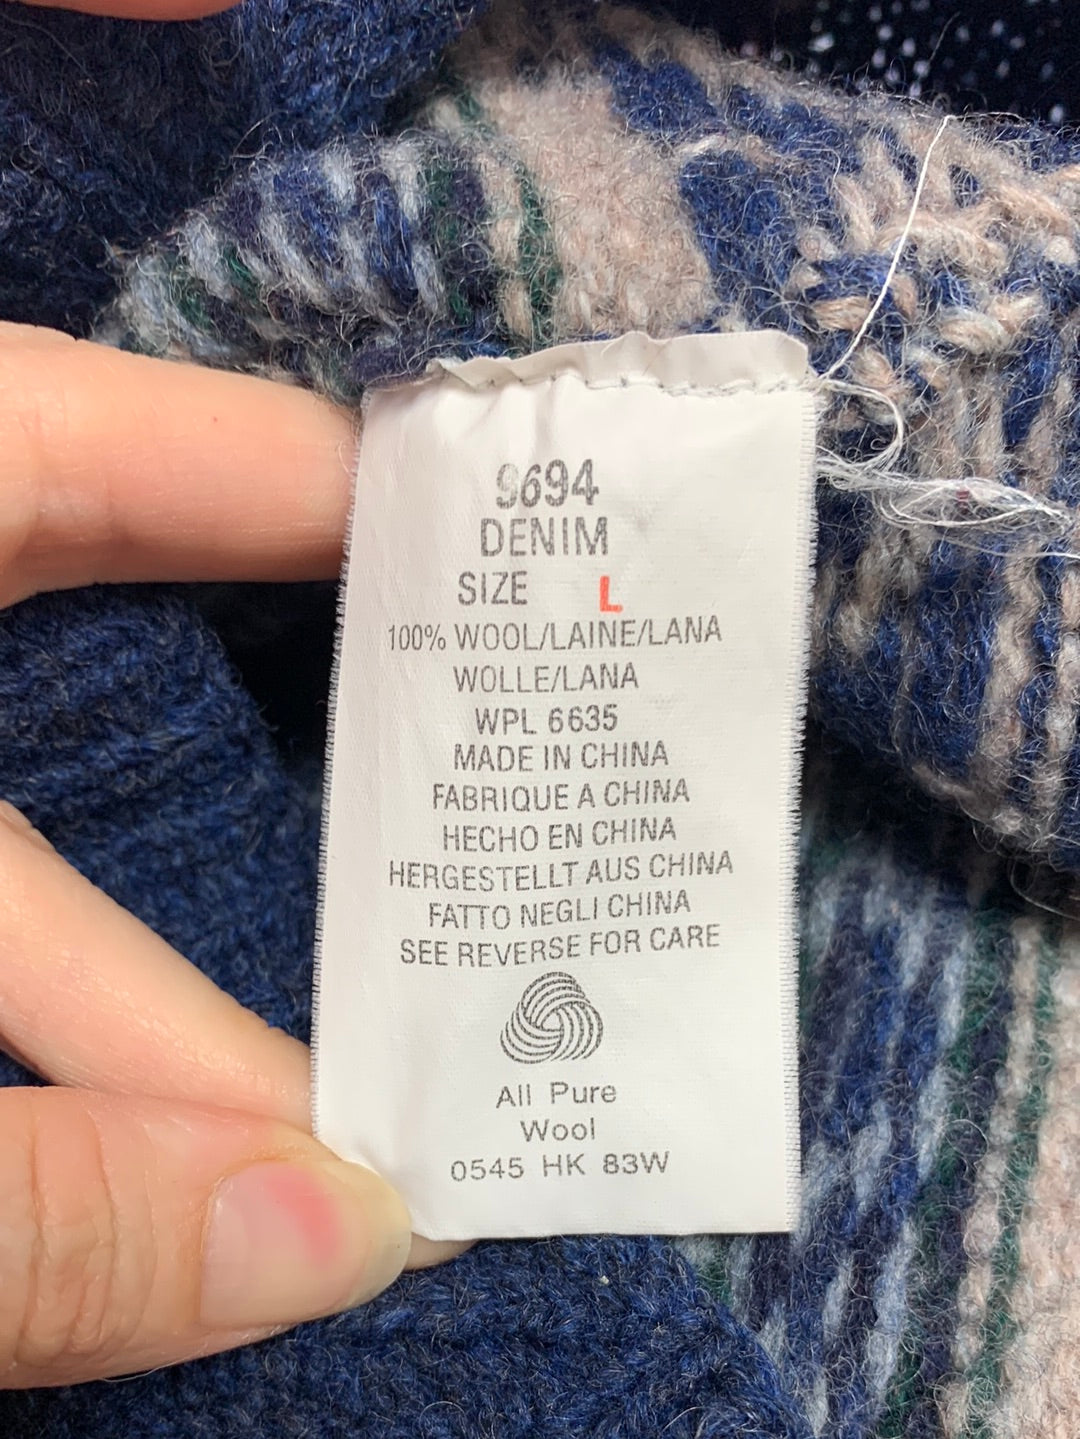 9694
DENIM
SIZE L
100% WOOL/LAINE/LANA
WOLLE/LANA
WPL 6635
MADE IN CHINA
FABRIQUE A CHINA
HECHO EN CHINA
HERGESTELLT AUS CHINA
FATTO NEGLI CHINA
SEE REVERSE FOR CARE
All Pure
Wool
0545 HK 83W